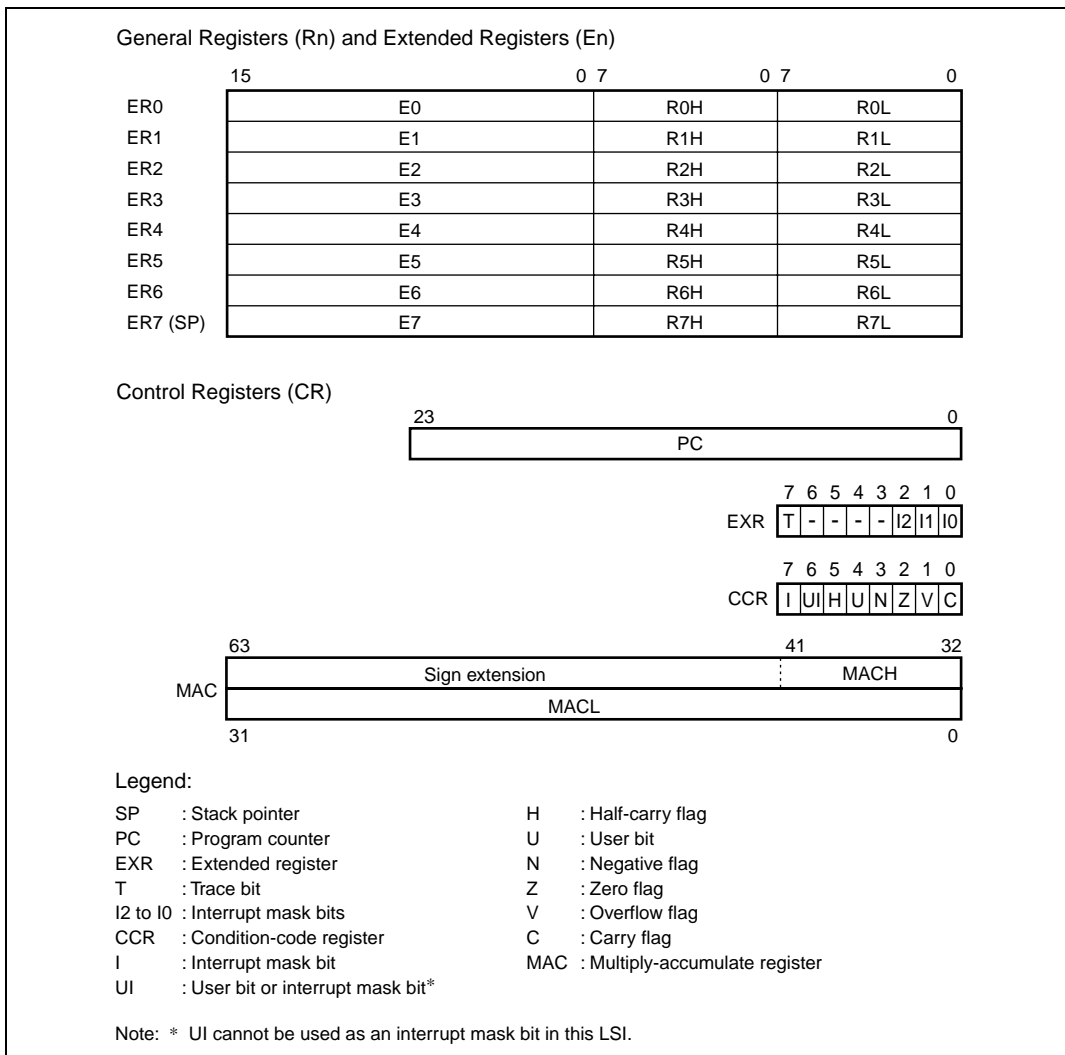 General Registers (Rn) and Extended Registers (En)
15 0 7 0 7 0
ER0 E0 R0H R0L
ER1 E1 R1H R1L
ER2 E2 R2H R2L
ER3 E3 R3H R3L
ER4 E4 R4H R4L
ER5 E5 R5H R5L
ER6 E6 R6H R6L
ER7 (SP) E7 R7H R7L
Control Registers (CR)
23 0
PC
7 6 5 4 3 2 1 0
EXR T - - - - I2 I1 I0
7 6 5 4 3 2 1 0
CCR I UI H U N Z V C
63 41 32
Sign extension MACH
MAC
MACL
31 0
Legend:
SP : Stack pointer
PC : Program counter
EXR : Extended register
T : Trace bit
I2 to I0 : Interrupt mask bits
CCR : Condition-code register
I : Interrupt mask bit
UI : User bit or interrupt mask bit*
H : Half-carry flag
U : User bit
N : Negative flag
Z : Zero flag
V : Overflow flag
C : Carry flag
MAC : Multiply-accumulate register
Note: * UI cannot be used as an interrupt mask bit in this LSI.